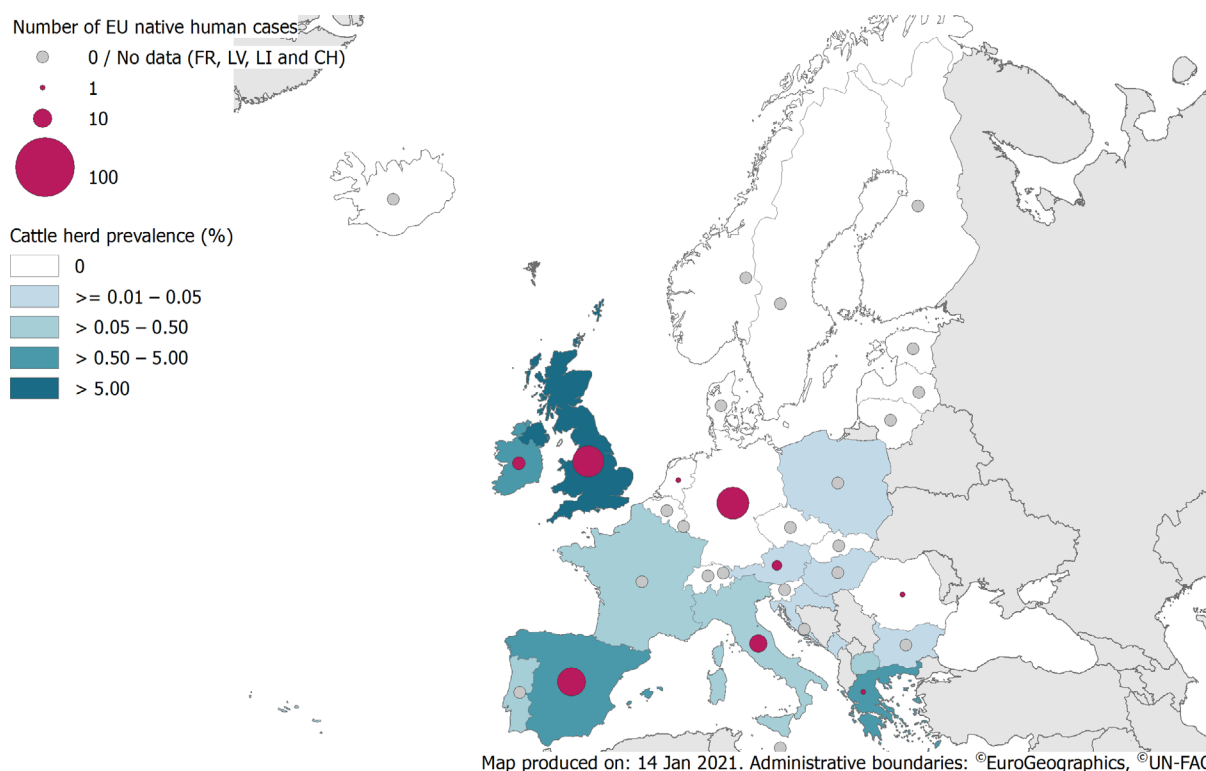 Number of EU native human cases
0 / No data (FR, LV, LI and CH)
1
10
100
Cattle herd prevalence (%)
0
>= 0.01 – 0.05
> 0.05 – 0.50
> 0.50 – 5.00
> 5.00
Map produced on: 14 Jan 2021. Administrative boundaries: ©EuroGeographics, ©UN-FAO